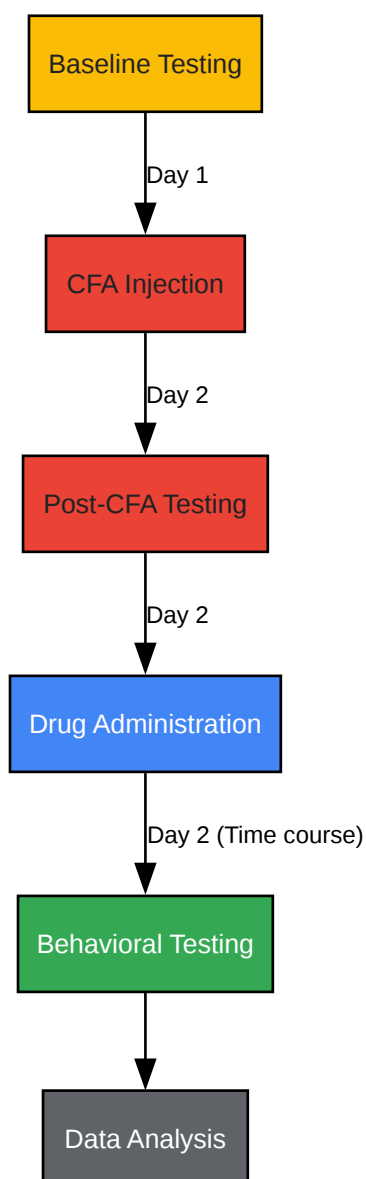 Baseline Testing
Day 1
CFA Injection
Day 2
Post-CFA Testing
Day 2
Drug Administration
Day 2 (Time course)
Behavioral Testing
Data Analysis